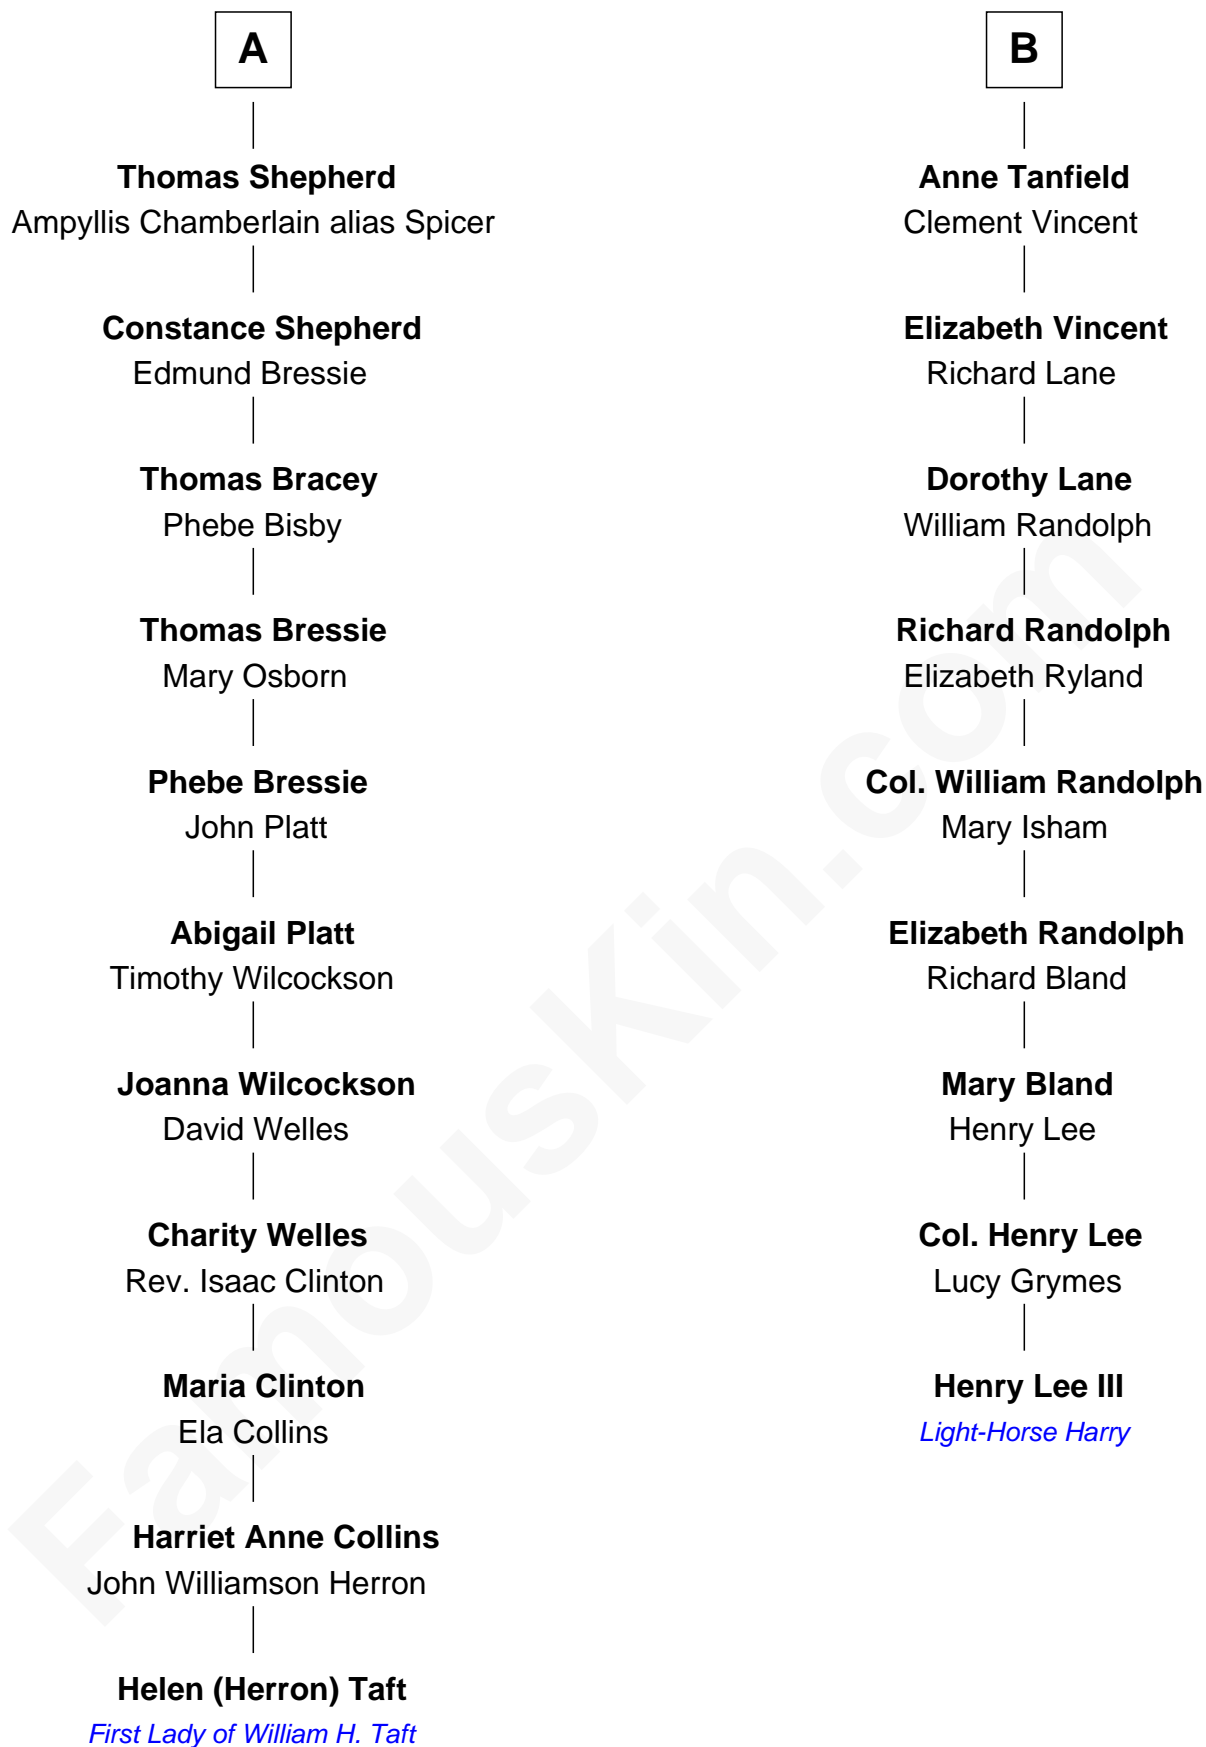 A
Thomas Shepherd
Ampyllis Chamberlain alias Spicer
Constance Shepherd
Edmund Bressie
Thomas Bracey
Phebe Bisby
Thomas Bressie
Mary Osborn
Phebe Bressie
John Platt
Abigail Platt
Timothy Wilcockson
Joanna Wilcockson
David Welles
Charity Welles
Rev. Isaac Clinton
Maria Clinton
Ela Collins
Harriet Anne Collins
John Williamson Herron
Helen (Herron) Taft
First Lady of William H. Taft
B
Anne Tanfield
Clement Vincent
Elizabeth Vincent
Richard Lane
Dorothy Lane
William Randolph
Richard Randolph
Elizabeth Ryland
Col. William Randolph
Mary Isham
Elizabeth Randolph
Richard Bland
Mary Bland
Henry Lee
Col. Henry Lee
Lucy Grymes
Henry Lee III
Light-Horse Harry
FamousKin.com